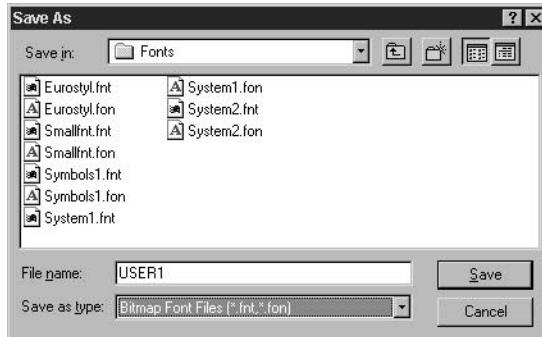 Save As
Save in: Fonts
Eurostyl.fnt System1.fon
Eurostyl.fon System2.fnt
Smallfnt.fnt System2.fon
Smallfnt.fon
Symbols1.fnt
Symbols1.fon
System1.fnt
File name: USER1 Save
Save as type: Bitmap Font Files (*.fnt,*.fon) Cancel